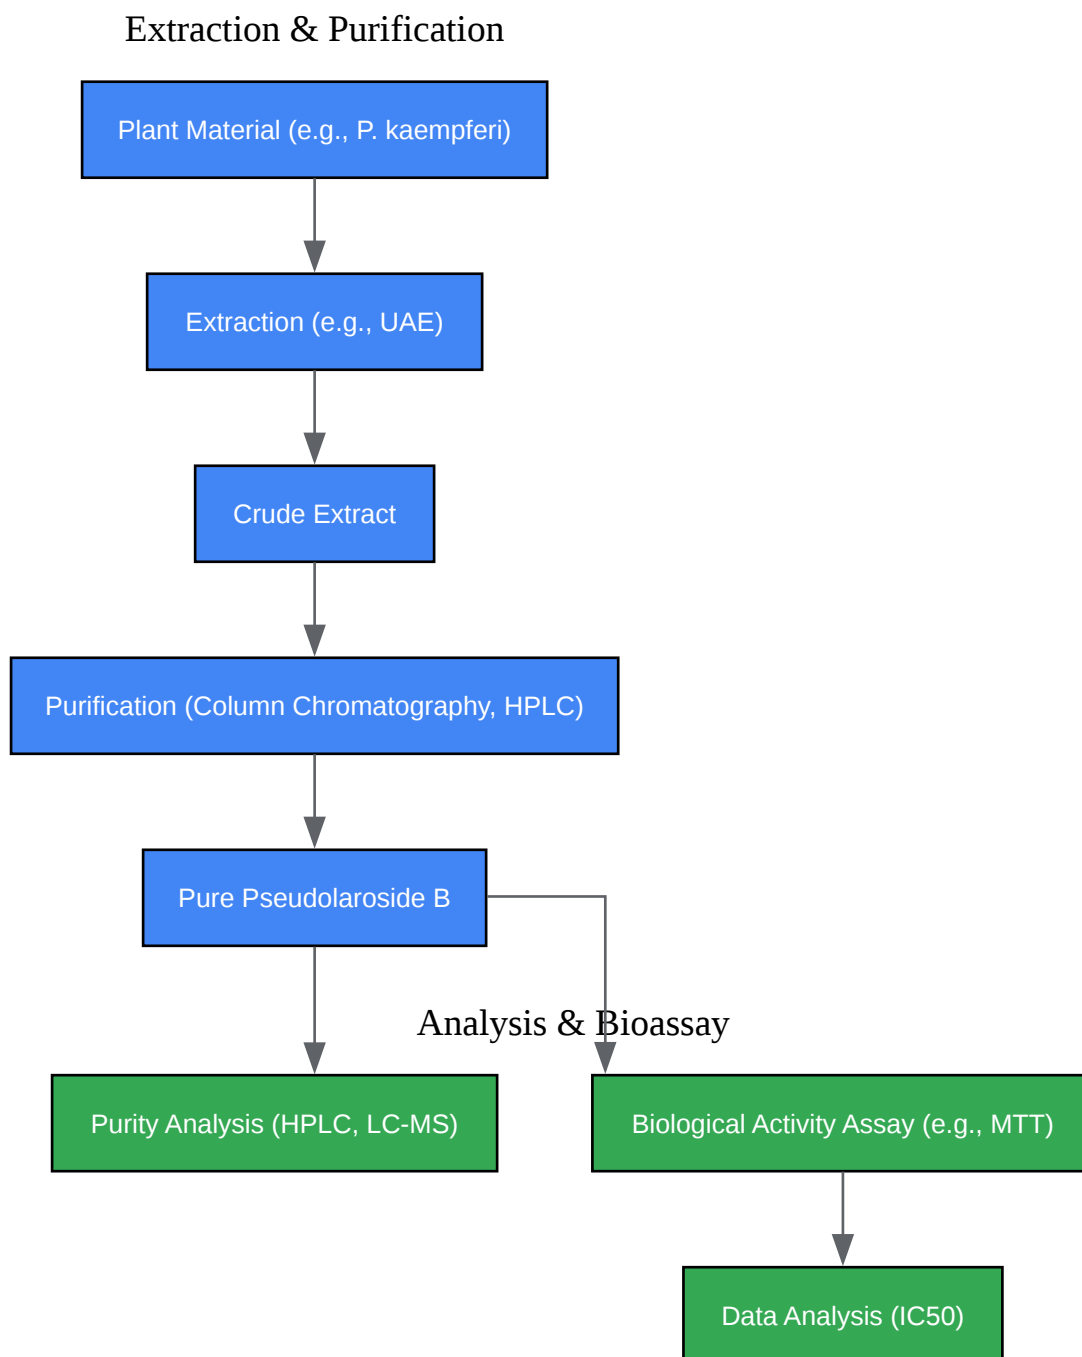 Extraction & Purification
Plant Material (e.g., P. kaempferi)
Extraction (e.g., UAE)
Crude Extract
Purification (Column Chromatography, HPLC)
Pure Pseudolaroside B
Analysis & Bioassay
Purity Analysis (HPLC, LC-MS)
Biological Activity Assay (e.g., MTT)
Data Analysis (IC50)